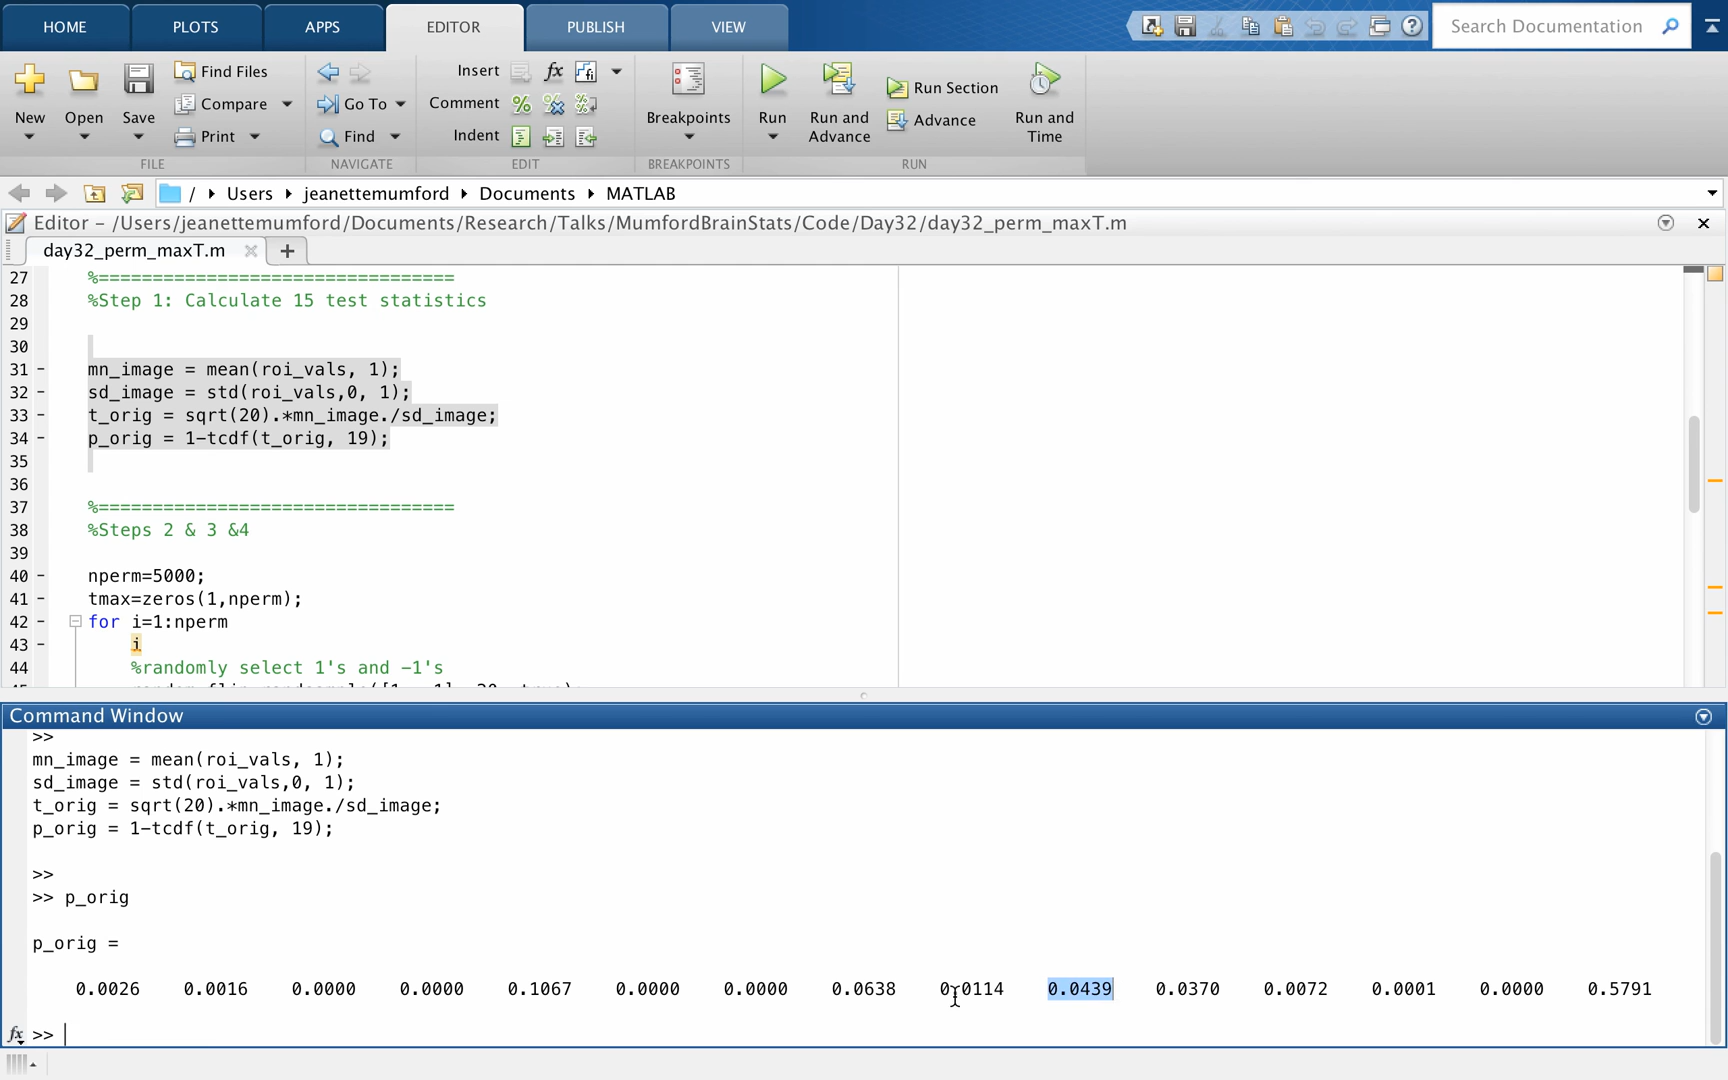 HOME PLOTS APPS EDITOR PUBLISH VIEW Search Documentation
New Open Save Find Files Compare Print
Go To Find
Insert fx
Comment
Indent
Breakpoints
Run Run and Advance Run Section Advance Run and Time
FILE NAVIGATE EDIT BREAKPOINTS RUN
/ Users jeanettemumford Documents MATLAB
Editor – /Users/jeanettemumford/Documents/Research/Talks/MumfordBrainStats/Code/Day32/day32_perm_maxT.m
day32_perm_maxT.m
27 %=================================
28 %Step 1: Calculate 15 test statistics
29
30
31 – mn_image = mean(roi_vals, 1);
32 – sd_image = std(roi_vals,0, 1);
33 – t_orig = sqrt(20).*mn_image./sd_image;
34 – p_orig = 1-tcdf(t_orig, 19);
35
36
37 %=================================
38 %Steps 2 & 3 &4
39
40 – nperm=5000;
41 – tmax=zeros(1,nperm);
42 – for i=1:nperm
43 – i
44 %randomly select 1's and -1's
Command Window
>>
mn_image = mean(roi_vals, 1);
sd_image = std(roi_vals,0, 1);
t_orig = sqrt(20).*mn_image./sd_image;
p_orig = 1-tcdf(t_orig, 19);
>>
>> p_orig
p_orig =
0.0026 0.0016 0.0000 0.0000 0.1067 0.0000 0.0000 0.0638 0.0114 0.0439 0.0370 0.0072 0.0001 0.0000 0.5791
fx >>